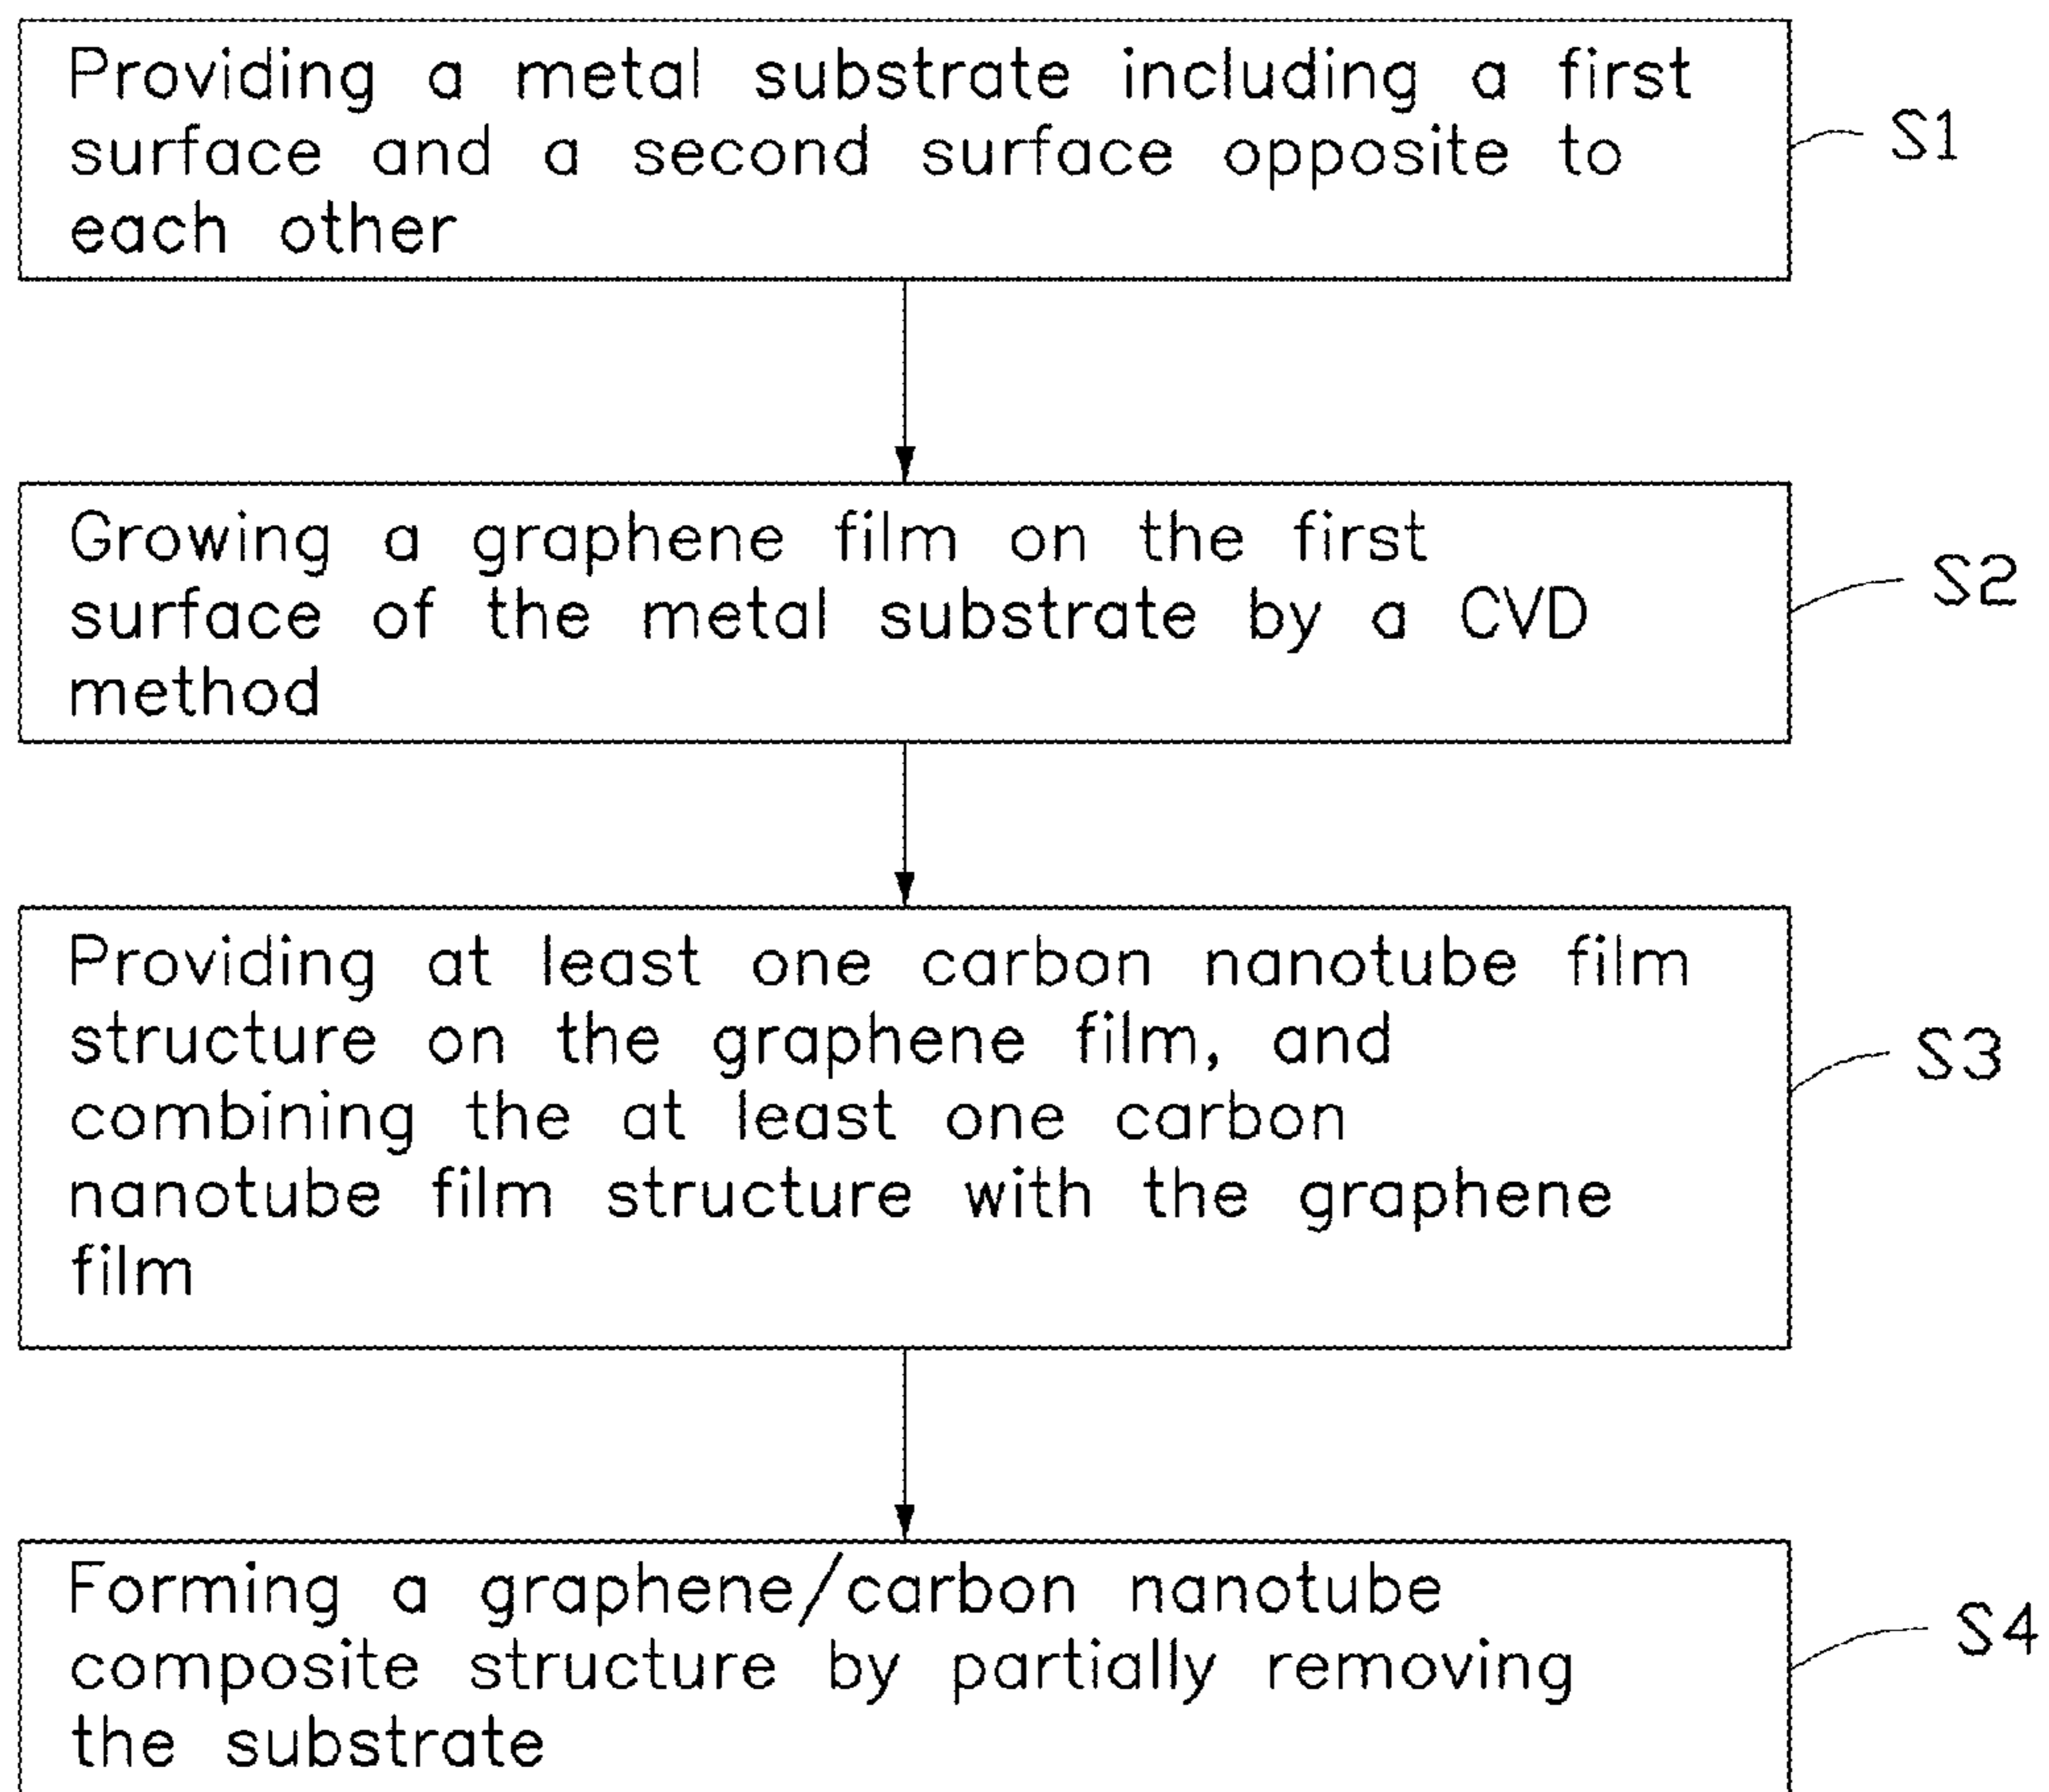 Providing a metal substrate including a first
surface and a second surface opposite to
each other
S1
Growing a graphene film on the first
surface of the metal substrate by a CVD
method
S2
Providing at least one carbon nanotube film
structure on the graphene film, and
combining the at least one carbon
nanotube film structure with the graphene
film
S3
Forming a graphene/carbon nanotube
composite structure by partially removing
the substrate
S4